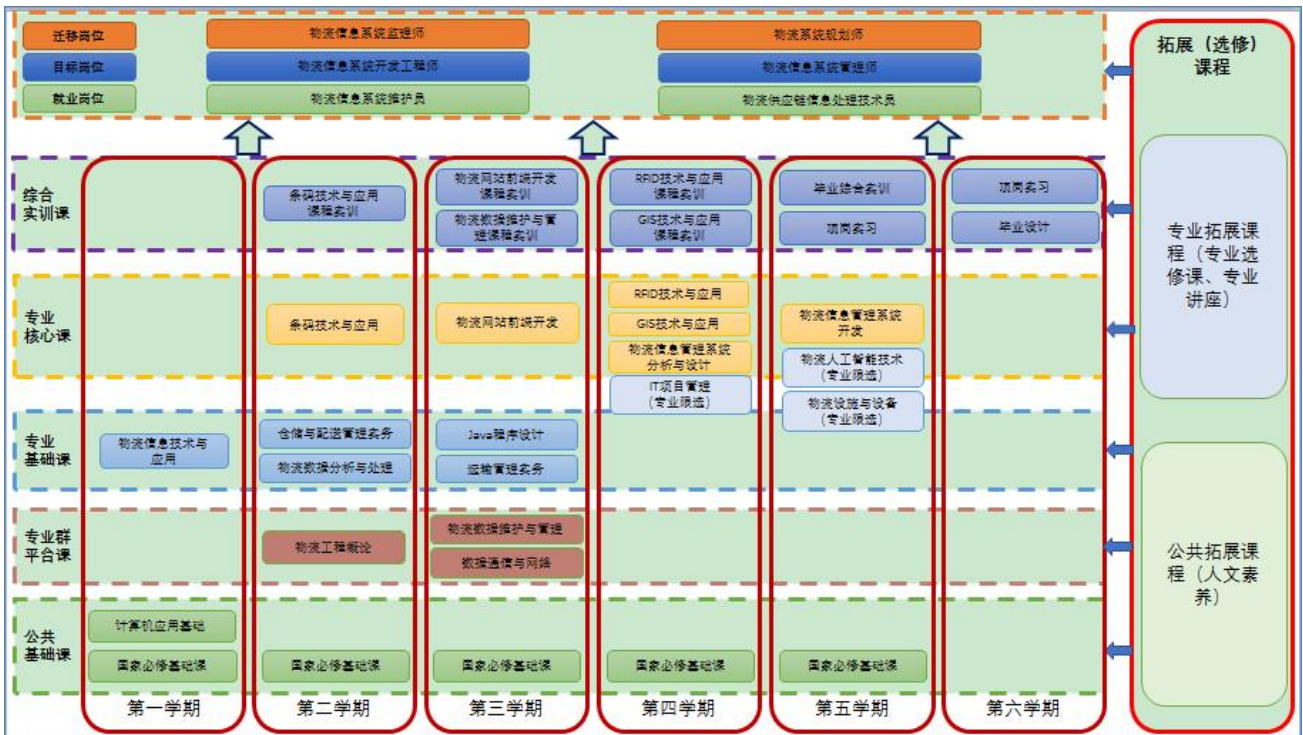 迁移岗位
物流信息系统监理师
物流系统规划师
目标岗位
物流信息系统开发工程师
物流信息系统管理师
就业岗位
物流信息系统维护员
物流供应链信息处理技术员
拓展（选修）
课程
综合
实训课
条码技术与应用
课程实训
物流网站前端开发
课程实训
物流数据维护与管
理课程实训
RFID技术与应用
课程实训
GIS技术与应用
课程实训
毕业综合实训
顶岗实习
顶岗实习
毕业设计
专业
核心课
条码技术与应用
物流网站前端开发
RFID技术与应用
GIS技术与应用
物流信息管理系统
分析与设计
IT项目管理
（专业限选）
物流信息管理系统
开发
物流人工智能技术
（专业限选）
物流设施与设备
（专业限选）
专业拓展课
程（专业选
修课、专业
讲座）
专业
基础课
物流信息技术与
应用
仓储与配送管理实务
物流数据分析与处理
Java程序设计
运输管理实务
专业群
平台课
物流工程概论
物流数据维护与管理
数据通信与网络
公共拓展课
程（人文素
养）
公共
基础课
计算机应用基础
国家必修基础课
国家必修基础课
国家必修基础课
国家必修基础课
国家必修基础课
第一学期
第二学期
第三学期
第四学期
第五学期
第六学期